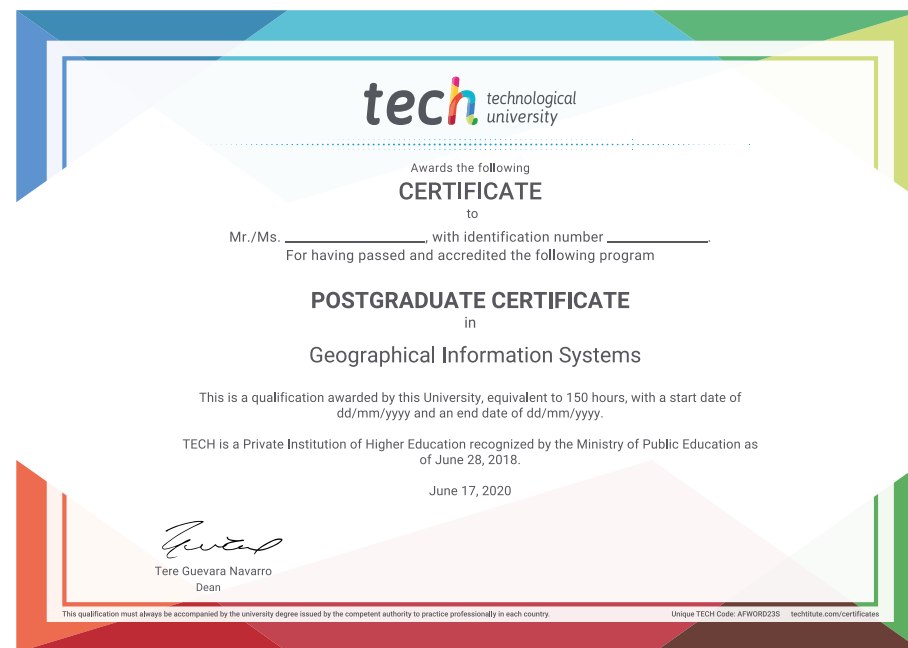 tech technological
university
Awards the following
CERTIFICATE
to
Mr./Ms. ____________, with identification number ____________.
For having passed and accredited the following program
POSTGRADUATE CERTIFICATE
in
Geographical Information Systems
This is a qualification awarded by this University, equivalent to 150 hours, with a start date of
dd/mm/yyyy and an end date of dd/mm/yyyy.
TECH is a Private Institution of Higher Education recognized by the Ministry of Public Education as
of June 28, 2018.
June 17, 2020
Tere Guevara Navarro
Dean
This qualification must always be accompanied by the university degree issued by the competent authority to practice professionally in each country.
Unique TECH Code: AFWORD23S techtitute.com/certificates